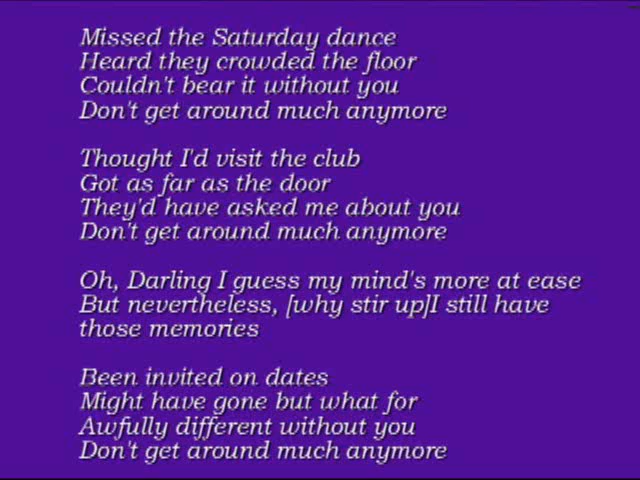 Missed the Saturday dance
Heard they crowded the floor
Couldn't bear it without you
Don't get around much anymore
Thought I'd visit the club
Got as far as the door
They'd have asked me about you
Don't get around much anymore
Oh, Darling I guess my mind's more at ease
But nevertheless, [why stir up]I still have
those memories
Been invited on dates
Might have gone but what for
Awfully different without you
Don't get around much anymore